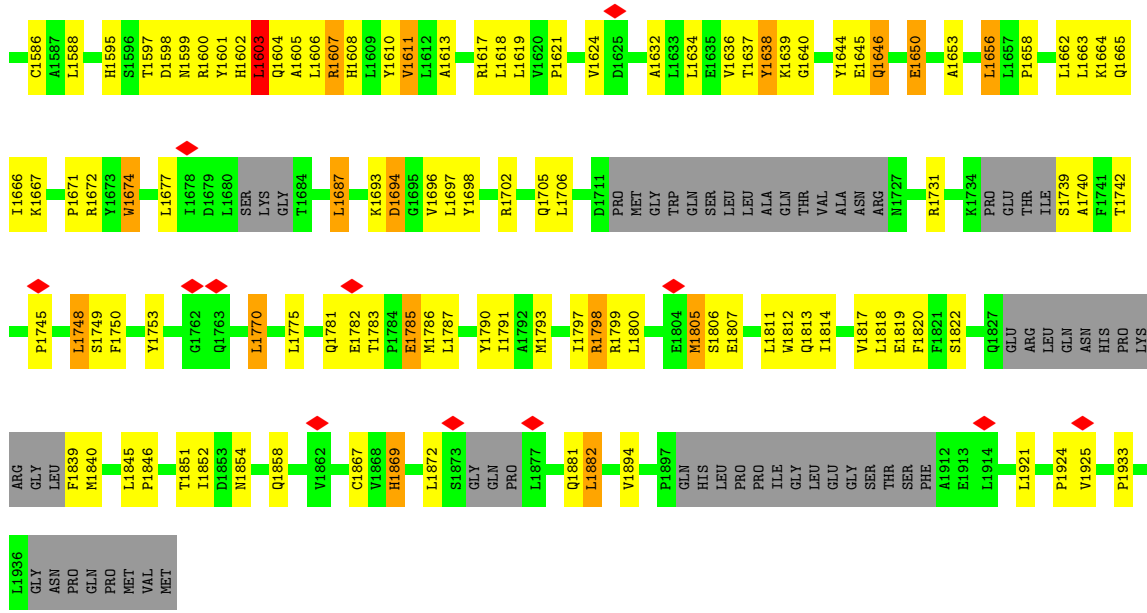 C1586 A1587 L1588 H1595 S1596 T1597 D1598 N1599 R1600 Y1601 H1602 L1603 Q1604 A1605 L1606 R1607 H1608 L1609 Y1610 V1611 L1612 A1613 R1617 L1618 L1619 V1620 P1621 V1624 D1625 A1632 L1633 L1634 E1635 V1636 T1637 Y1638 K1639 G1640 Y1644 E1645 Q1646 E1650 A1653 L1656 L1657 P1658 L1662 L1663 K1664 Q1665
I1666 K1667 P1671 R1672 Y1673 W1674 L1677 I1678 D1679 L1680 SER LYS GLY T1684 L1687 K1693 D1694 G1695 V1696 L1697 Y1698 R1702 Q1705 L1706 D1711 PRO MET GLY TRP GLN SER LEU LEU ALA GLN THR VAL ALA ASN ARG N1727 R1731 K1734 PRO GLU THR ILE S1739 A1740 F1741 T1742
P1745 L1748 S1749 F1750 Y1753 G1762 Q1763 L1770 L1775 Q1781 E1782 T1783 P1784 E1785 M1786 L1787 Y1790 I1791 A1792 M1793 I1797 R1798 R1799 L1800 E1804 M1805 S1806 E1807 L1811 W1812 Q1813 I1814 V1817 L1818 E1819 F1820 F1821 S1822 Q1827 GLU ARG LEU GLN ASN HIS PRO LYS
ARG GLY LEU F1839 M1840 L1845 P1846 T1851 I1852 D1853 N1854 Q1858 V1862 C1867 V1868 H1869 L1872 S1873 GLY GLN PRO L1877 Q1881 L1882 V1894 P1897 GLN HIS LEU PRO PRO ILE GLY LEU GLU GLY SER THR SER PHE A1912 E1913 L1914 L1921 P1924 V1925 P1933
L1936 GLY ASN PRO GLN PRO MET VAL MET